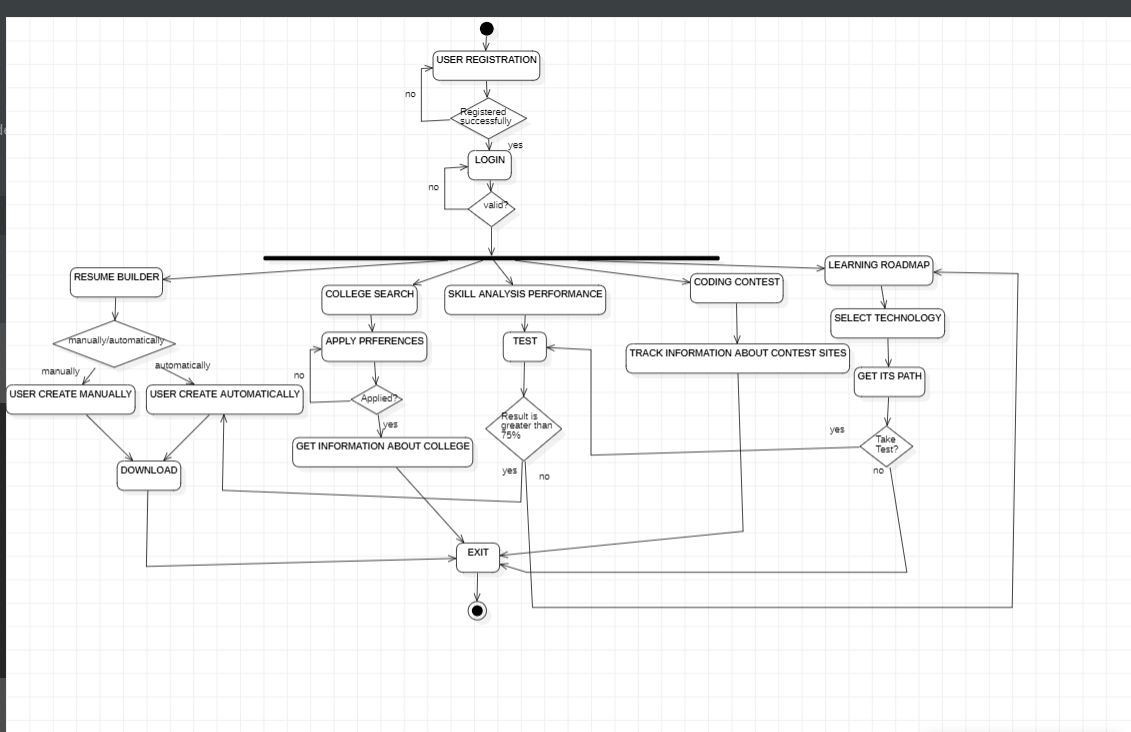 USER REGISTRATION
no
Registered
successfully
yes
LOGIN
no
valid?
RESUME BUILDER
COLLEGE SEARCH
SKILL ANALYSIS PERFORMANCE
CODING CONTEST
LEARNING ROADMAP
manually/automatically
APPLY PRFERENCES
TEST
TRACK INFORMATION ABOUT CONTEST SITES
SELECT TECHNOLOGY
manually
automatically
no
GET ITS PATH
USER CREATE MANUALLY
USER CREATE AUTOMATICALLY
Applied?
yes
Result is
greater than
75%
yes
Take
Test?
no
GET INFORMATION ABOUT COLLEGE
DOWNLOAD
yes
no
EXIT